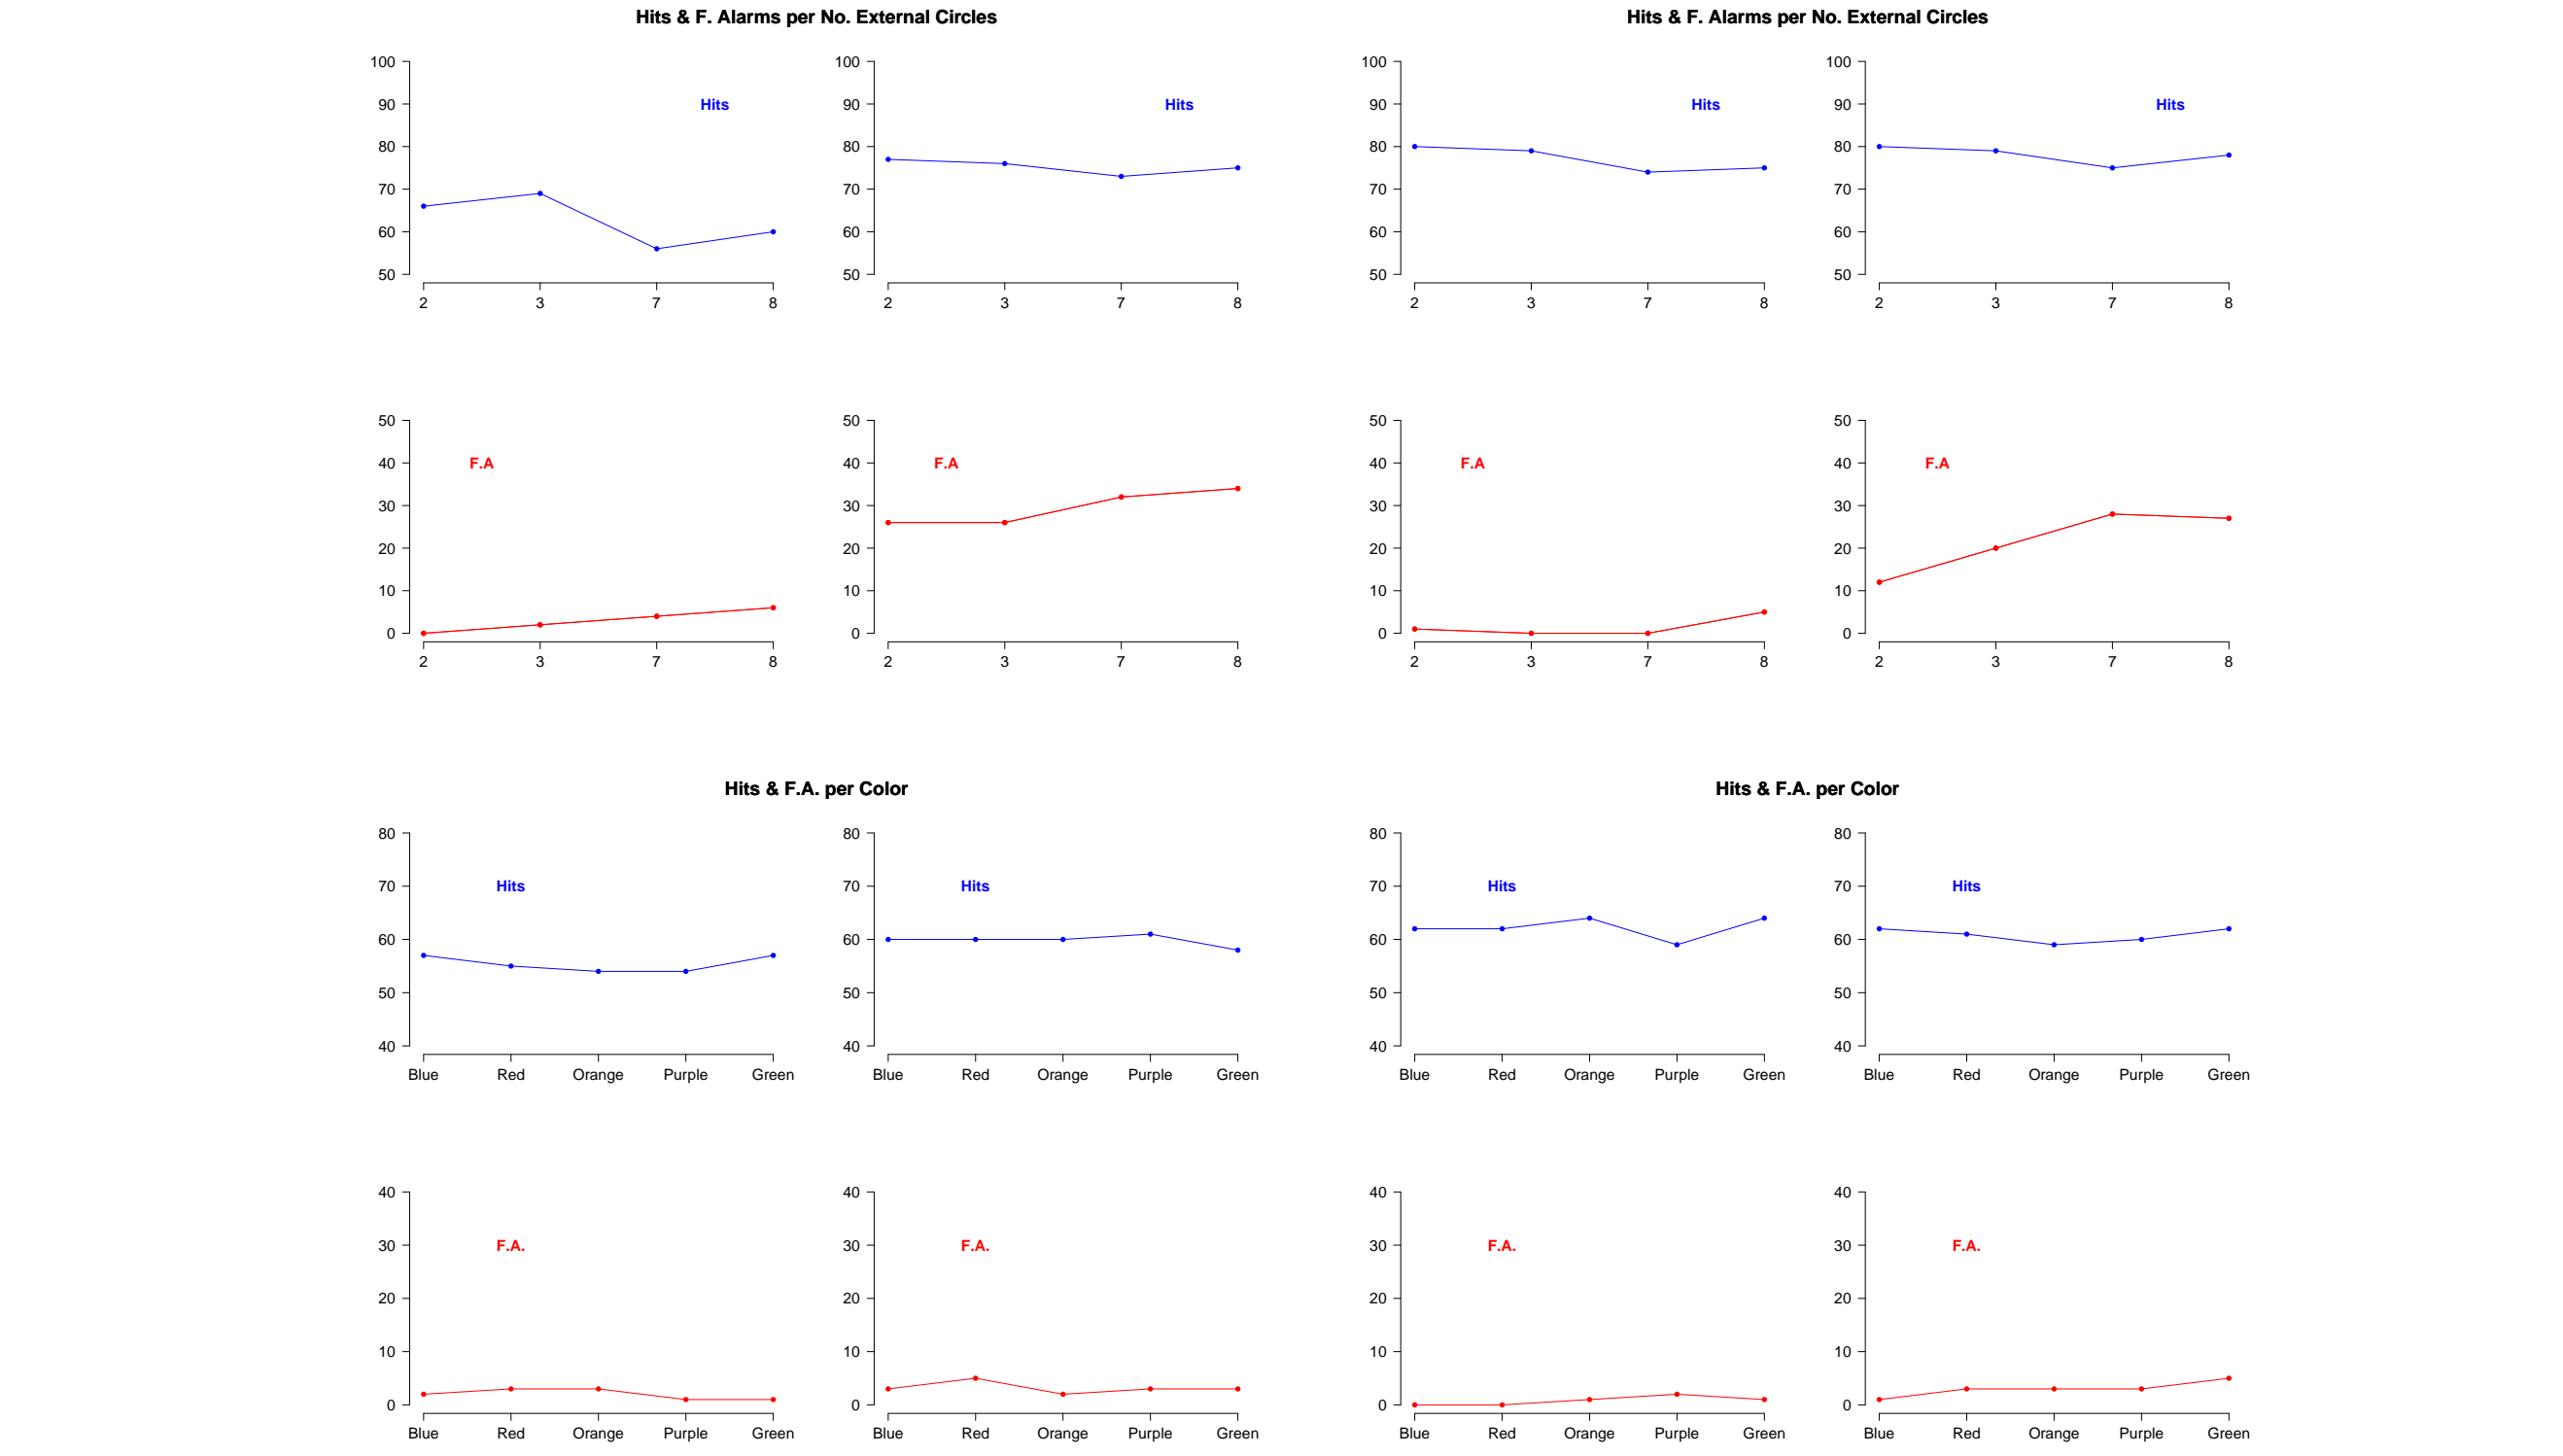 Hits & F. Alarms per No. External Circles
100
90
80
70
60
50
Hits
2 3 7 8
100
90
80
70
60
50
Hits
2 3 7 8
50
40
30
20
10
0
F.A
2 3 7 8
50
40
30
20
10
0
F.A
2 3 7 8
Hits & F. Alarms per No. External Circles
100
90
80
70
60
50
Hits
2 3 7 8
100
90
80
70
60
50
Hits
2 3 7 8
50
40
30
20
10
0
F.A
2 3 7 8
50
40
30
20
10
0
F.A
2 3 7 8
Hits & F.A. per Color
80
70
60
50
40
Hits
Blue Red Orange Purple Green
80
70
60
50
40
Hits
Blue Red Orange Purple Green
40
30
20
10
0
F.A.
Blue Red Orange Purple Green
40
30
20
10
0
F.A.
Blue Red Orange Purple Green
Hits & F.A. per Color
80
70
60
50
40
Hits
Blue Red Orange Purple Green
80
70
60
50
40
Hits
Blue Red Orange Purple Green
40
30
20
10
0
F.A.
Blue Red Orange Purple Green
40
30
20
10
0
F.A.
Blue Red Orange Purple Green